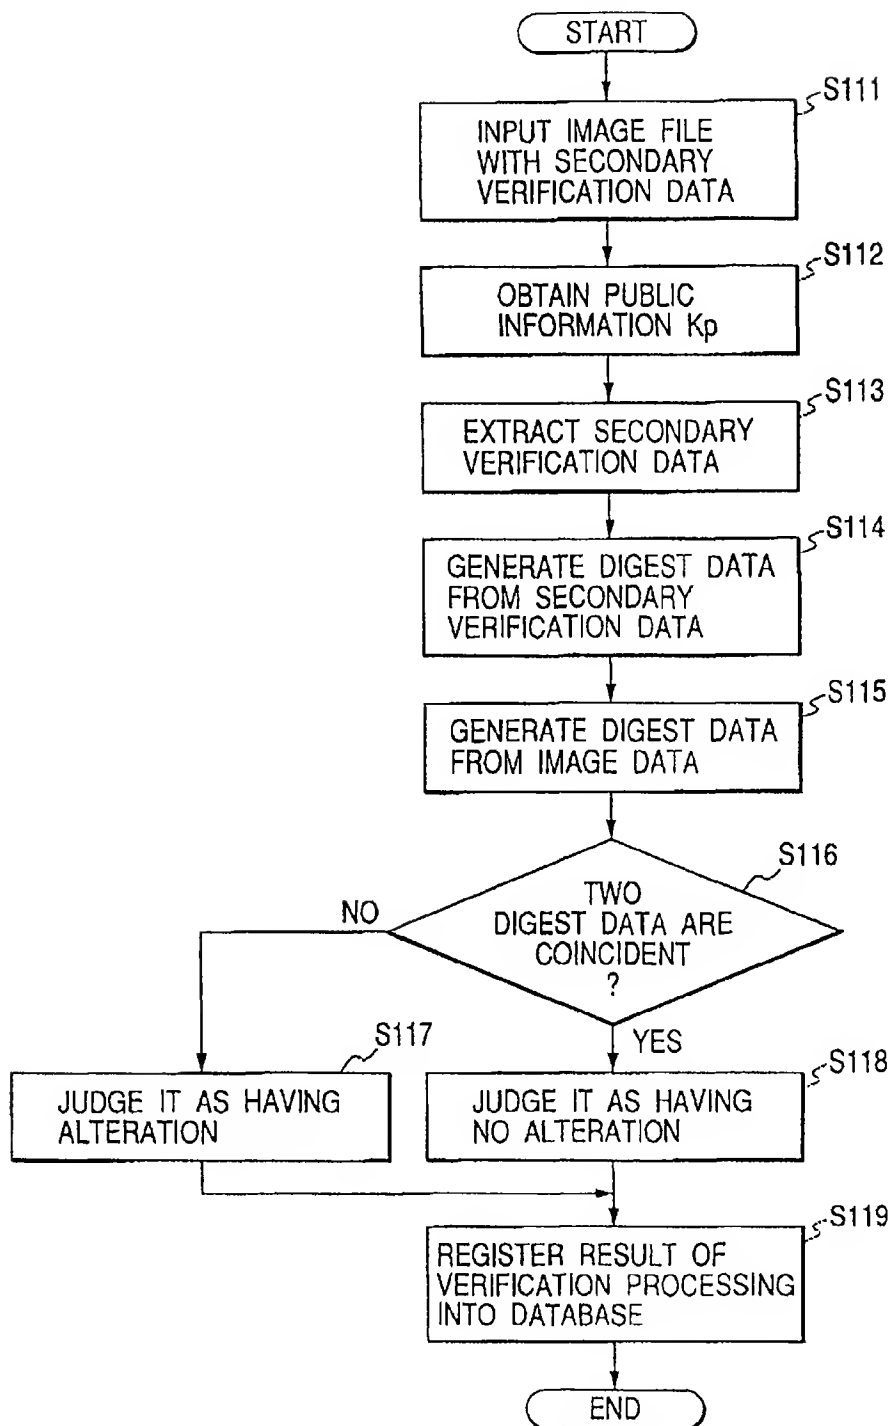 START
S111
INPUT IMAGE FILE
WITH SECONDARY
VERIFICATION DATA
S112
OBTAIN PUBLIC
INFORMATION Kp
S113
EXTRACT SECONDARY
VERIFICATION DATA
S114
GENERATE DIGEST DATA
FROM SECONDARY
VERIFICATION DATA
S115
GENERATE DIGEST DATA
FROM IMAGE DATA
S116
TWO
DIGEST DATA ARE
COINCIDENT
?
NO
YES
S117
JUDGE IT AS HAVING
ALTERATION
S118
JUDGE IT AS HAVING
NO ALTERATION
S119
REGISTER RESULT OF
VERIFICATION PROCESSING
INTO DATABASE
END